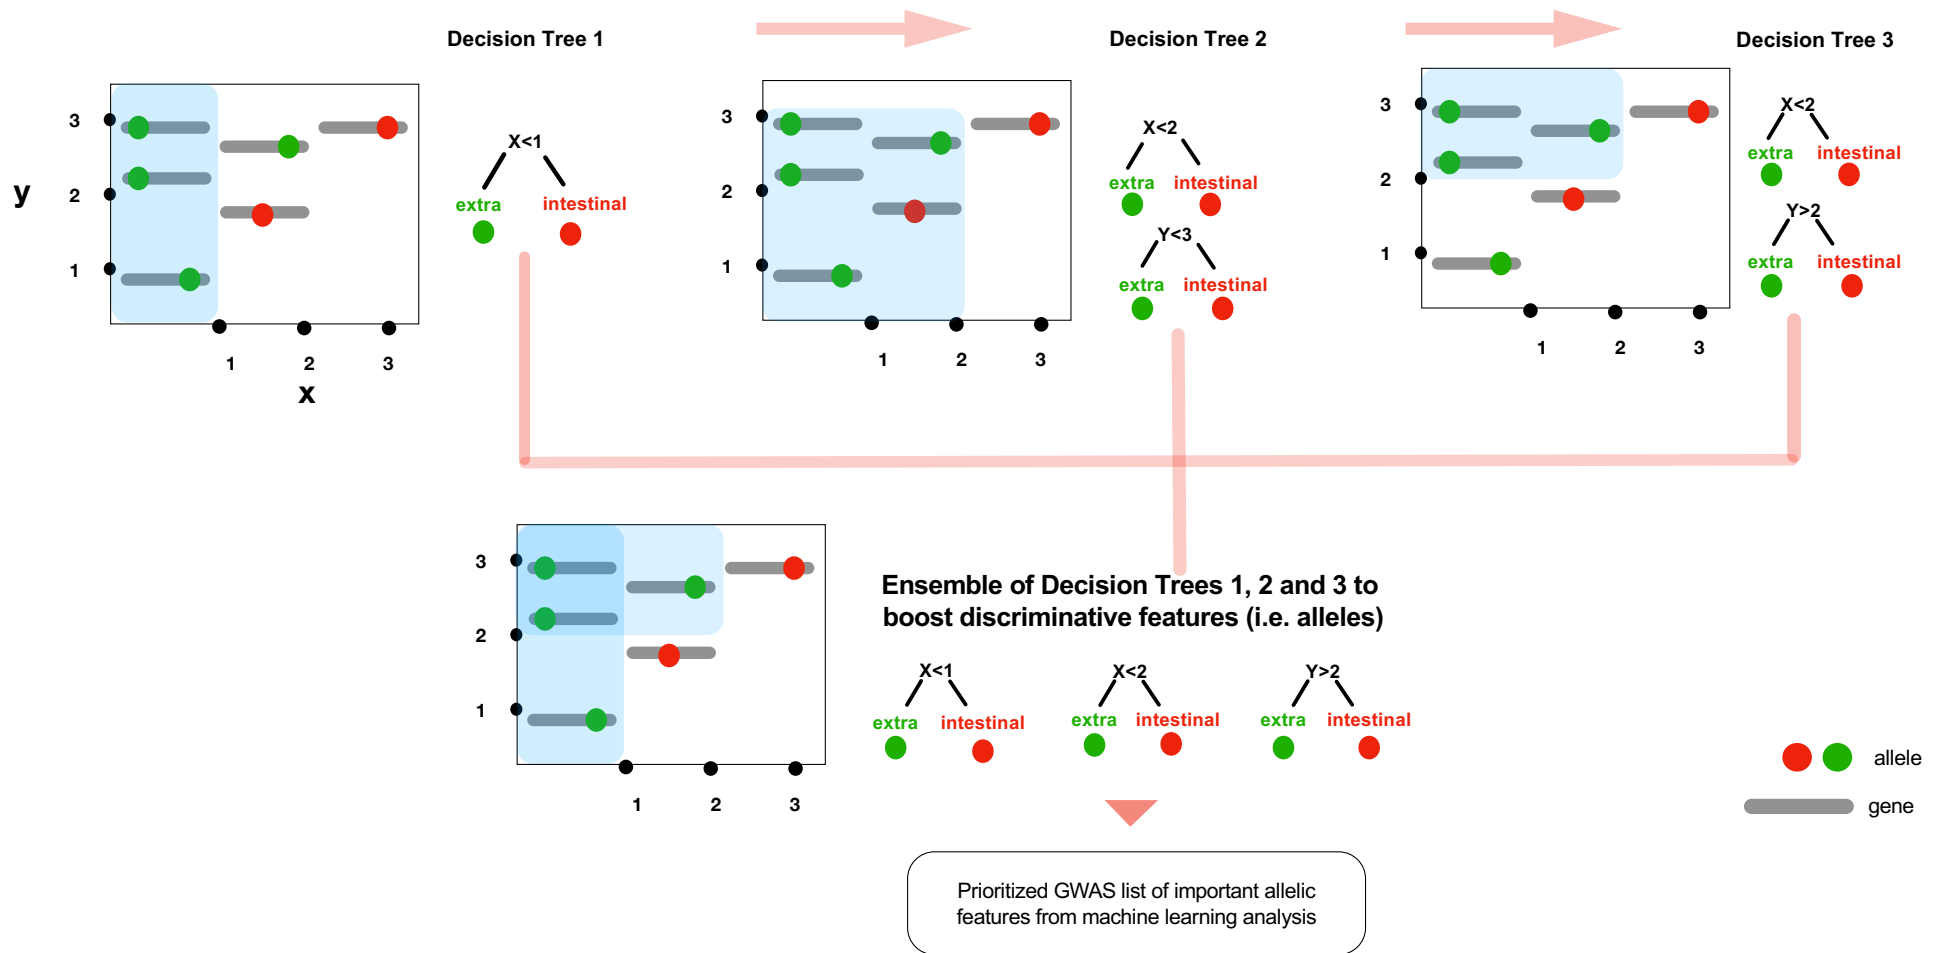 Decision Tree 1
Decision Tree 2
Decision Tree 3
y
3
2
1
1
2
3
x
X<1
extra
intestinal
3
2
1
1
2
3
X<2
extra
intestinal
Y<3
extra
intestinal
3
2
1
1
2
3
X<2
extra
intestinal
Y>2
extra
intestinal
3
2
1
1
2
3
Ensemble of Decision Trees 1, 2 and 3 to
boost discriminative features (i.e. alleles)
X<1
extra
intestinal
X<2
extra
intestinal
Y>2
extra
intestinal
allele
gene
Prioritized GWAS list of important allelic
features from machine learning analysis